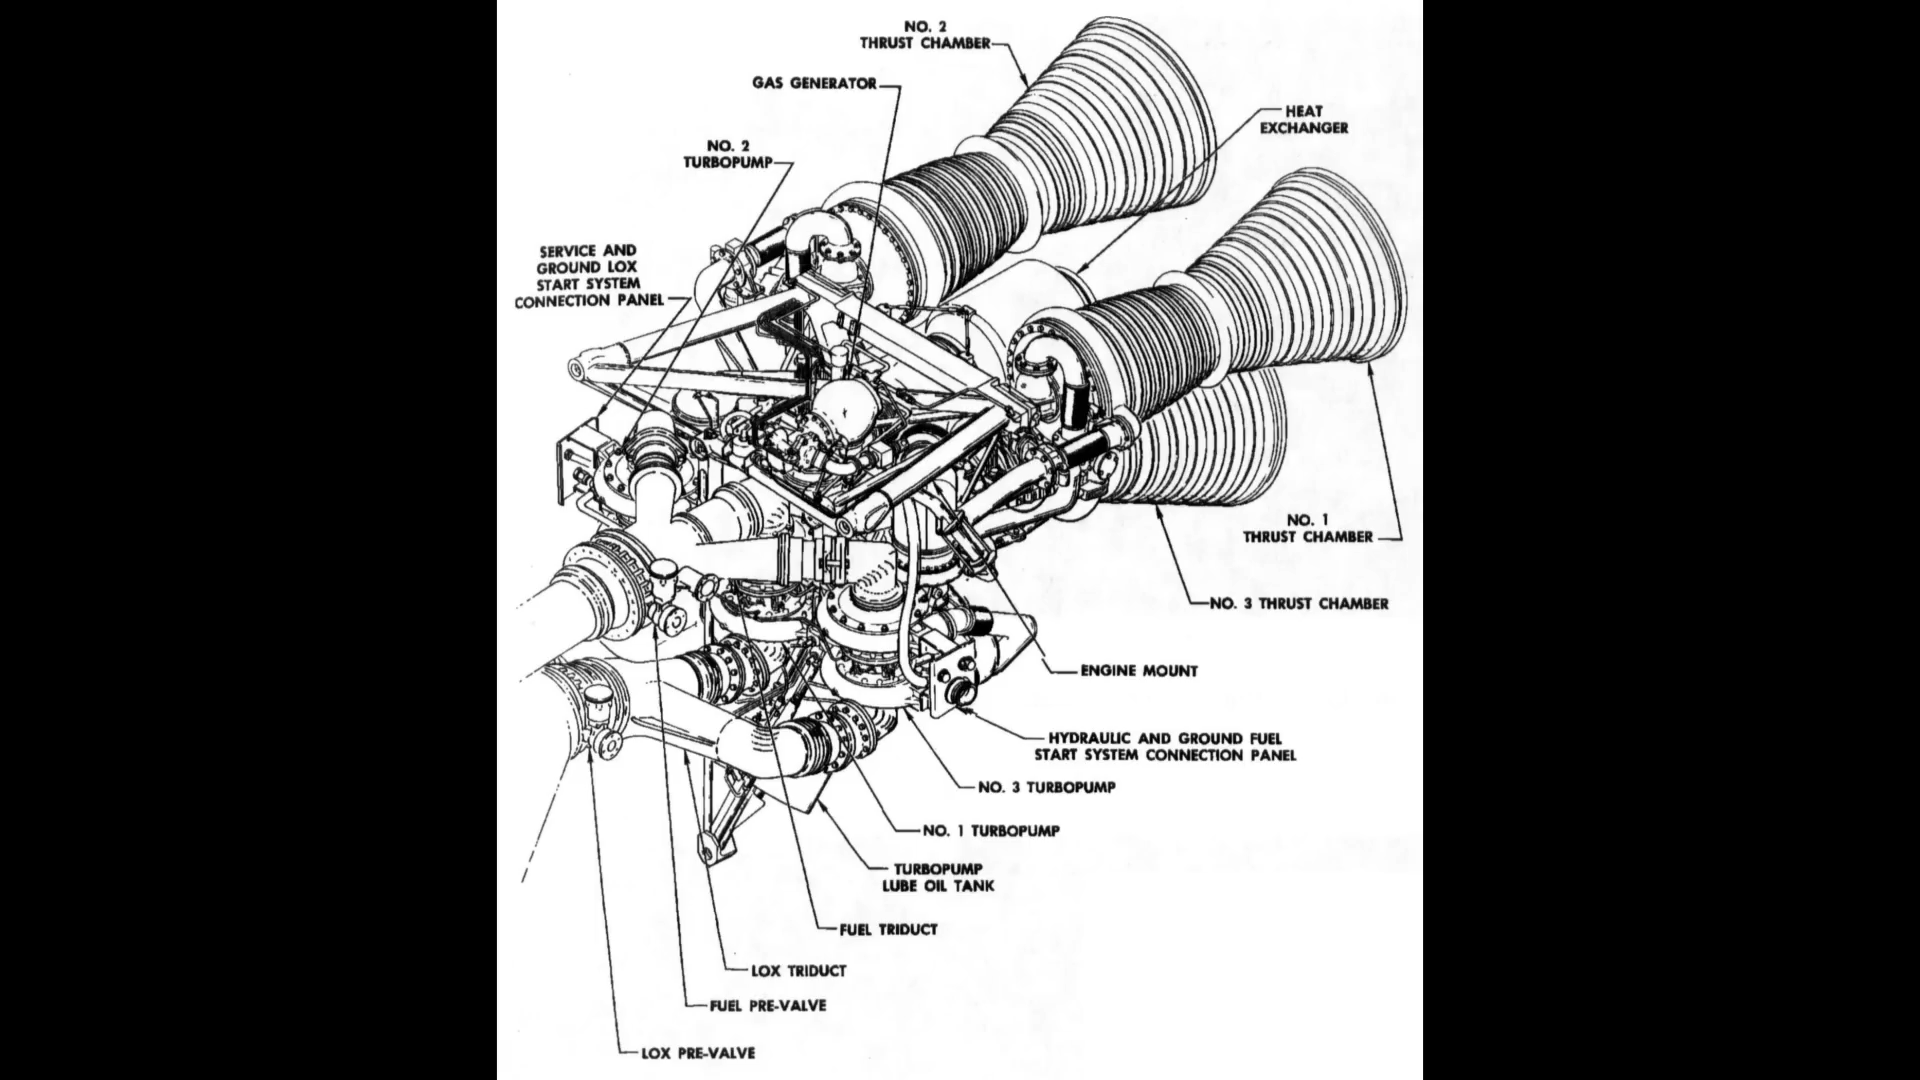 NO. 2
THRUST CHAMBER
GAS GENERATOR
HEAT
EXCHANGER
NO. 2
TURBOPUMP
SERVICE AND
GROUND LOX
START SYSTEM
CONNECTION PANEL
NO. 1
THRUST CHAMBER
NO. 3 THRUST CHAMBER
ENGINE MOUNT
HYDRAULIC AND GROUND FUEL
START SYSTEM CONNECTION PANEL
NO. 3 TURBOPUMP
NO. 1 TURBOPUMP
TURBOPUMP
LUBE OIL TANK
FUEL TRIDUCT
LOX TRIDUCT
FUEL PRE-VALVE
LOX PRE-VALVE